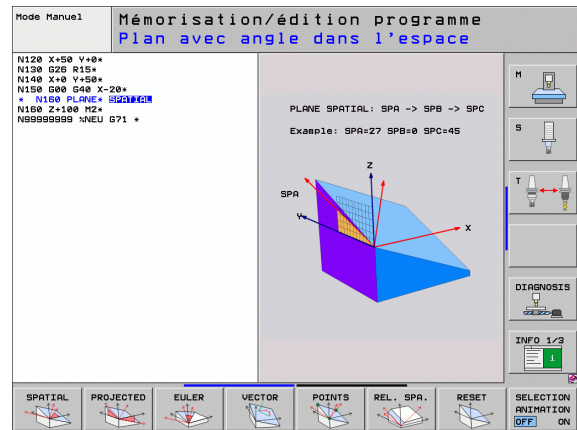 Mode Manuel
Mémorisation/édition programme
Plan avec angle dans l'espace
N120 X+50 Y+0*
N130 G26 R15*
N140 X+0 Y+50*
N150 G00 G40 X-20*
* N160 PLANE* SPATIAL
N160 Z+100 M2*
N99999999 %NEU G71 *
PLANE SPATIAL: SPA -> SPB -> SPC
Example: SPA=27 SPB=0 SPC=45
Z
SPA
Y
X
M
S
T
DIAGNOSIS
INFO 1/3
i
SPATIAL
PROJECTED
EULER
VECTOR
POINTS
REL. SPA.
RESET
SELECTION
ANIMATION
OFF ON